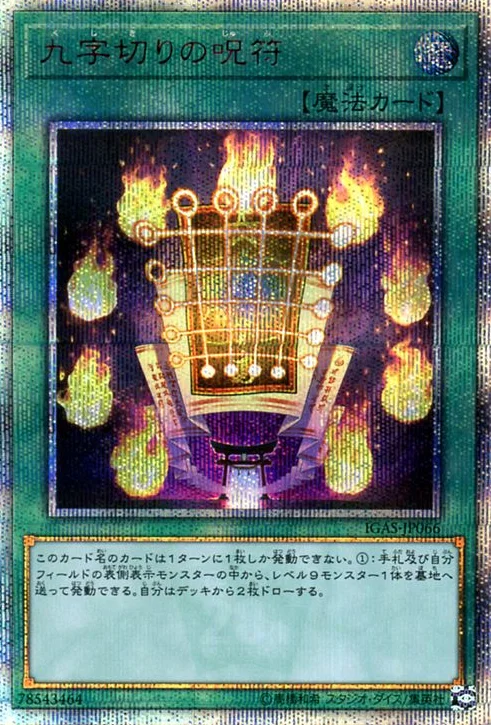 九字切りの呪符
【魔法カード】
IGAS-JP066
このカード名のカードは1ターンに1枚しか発動できない。①:手札及び自分
フィールドの表側表示モンスターの中から、レベル9モンスター1体を墓地へ
送って発動できる。自分はデッキから2枚ドローする。
78543464
©高橋和希 スタジオ・ダイス/集英社